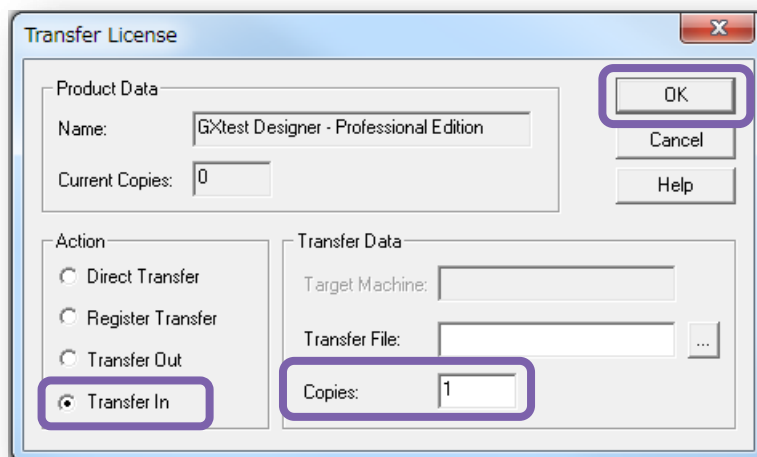 Transfer License
Product Data
Name: GXtest Designer - Professional Edition
Current Copies: 0
OK
Cancel
Help
Action
Direct Transfer
Register Transfer
Transfer Out
Transfer In
Transfer Data
Target Machine:
Transfer File: ...
Copies: 1